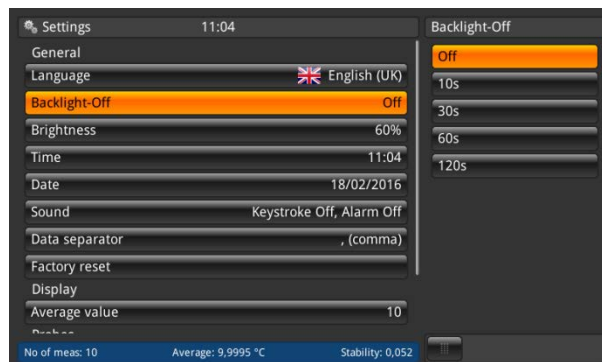 Settings 11:04
General
Language English (UK)
Backlight-Off Off
Brightness 60%
Time 11:04
Date 18/02/2016
Sound Keystroke Off, Alarm Off
Data separator , (comma)
Factory reset
Display
Average value 10
No of meas: 10 Average: 9,9995 °C Stability: 0,052
Backlight-Off
Off
10s
30s
60s
120s